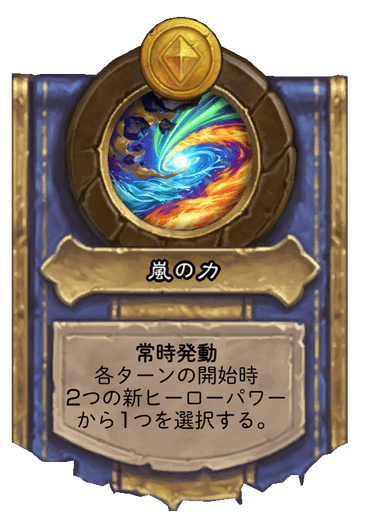 嵐の力
常時発動
各ターンの開始時
2つの新ヒーローパワー
から1つを選択する。